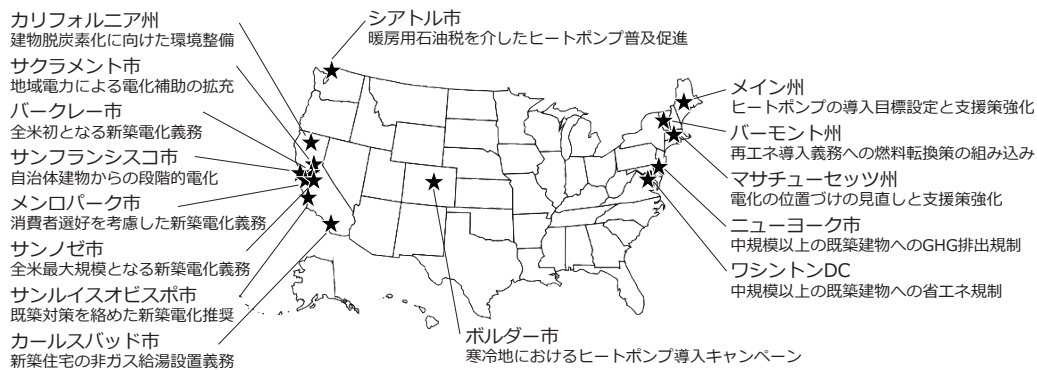 カリフォルニア州
建物脱炭素化に向けた環境整備
サクラメント市
地域電力による電化補助の拡充
バークレー市
全米初となる新築電化義務
サンフランシスコ市
自治体建物からの段階的電化
メンロパーク市
消費者選好を考慮した新築電化義務
サンノゼ市
全米最大規模となる新築電化義務
サンルイスオビスポ市
既築対策を絡めた新築電化推奨
カールスバッド市
新築住宅の非ガス給湯設置義務
シアトル市
暖房用石油税を介したヒートポンプ普及促進
メイン州
ヒートポンプの導入目標設定と支援策強化
バーモント州
再エネ導入義務への燃料転換策の組み込み
マサチューセッツ州
電化の位置づけの見直しと支援策強化
ニューヨーク市
中規模以上の既築建物へのGHG排出規制
ワシントンDC
中規模以上の既築建物への省エネ規制
ボルダー市
寒冷地におけるヒートポンプ導入キャンペーン